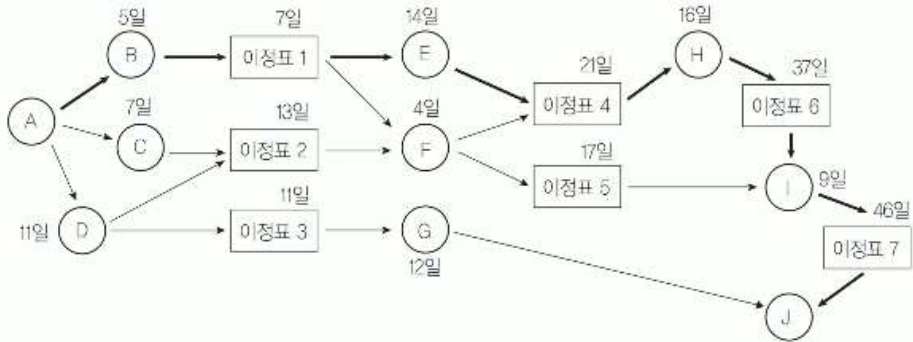 5일
B
7일
이정표 1
14일
E
16일
H
21일
이정표 4
37인
이정표 6
A
7일
C
13일
이정표 2
4일
F
17일
이정표 5
I
9일
11일
D
11일
이정표 3
G
12일
46일
이정표 7
J